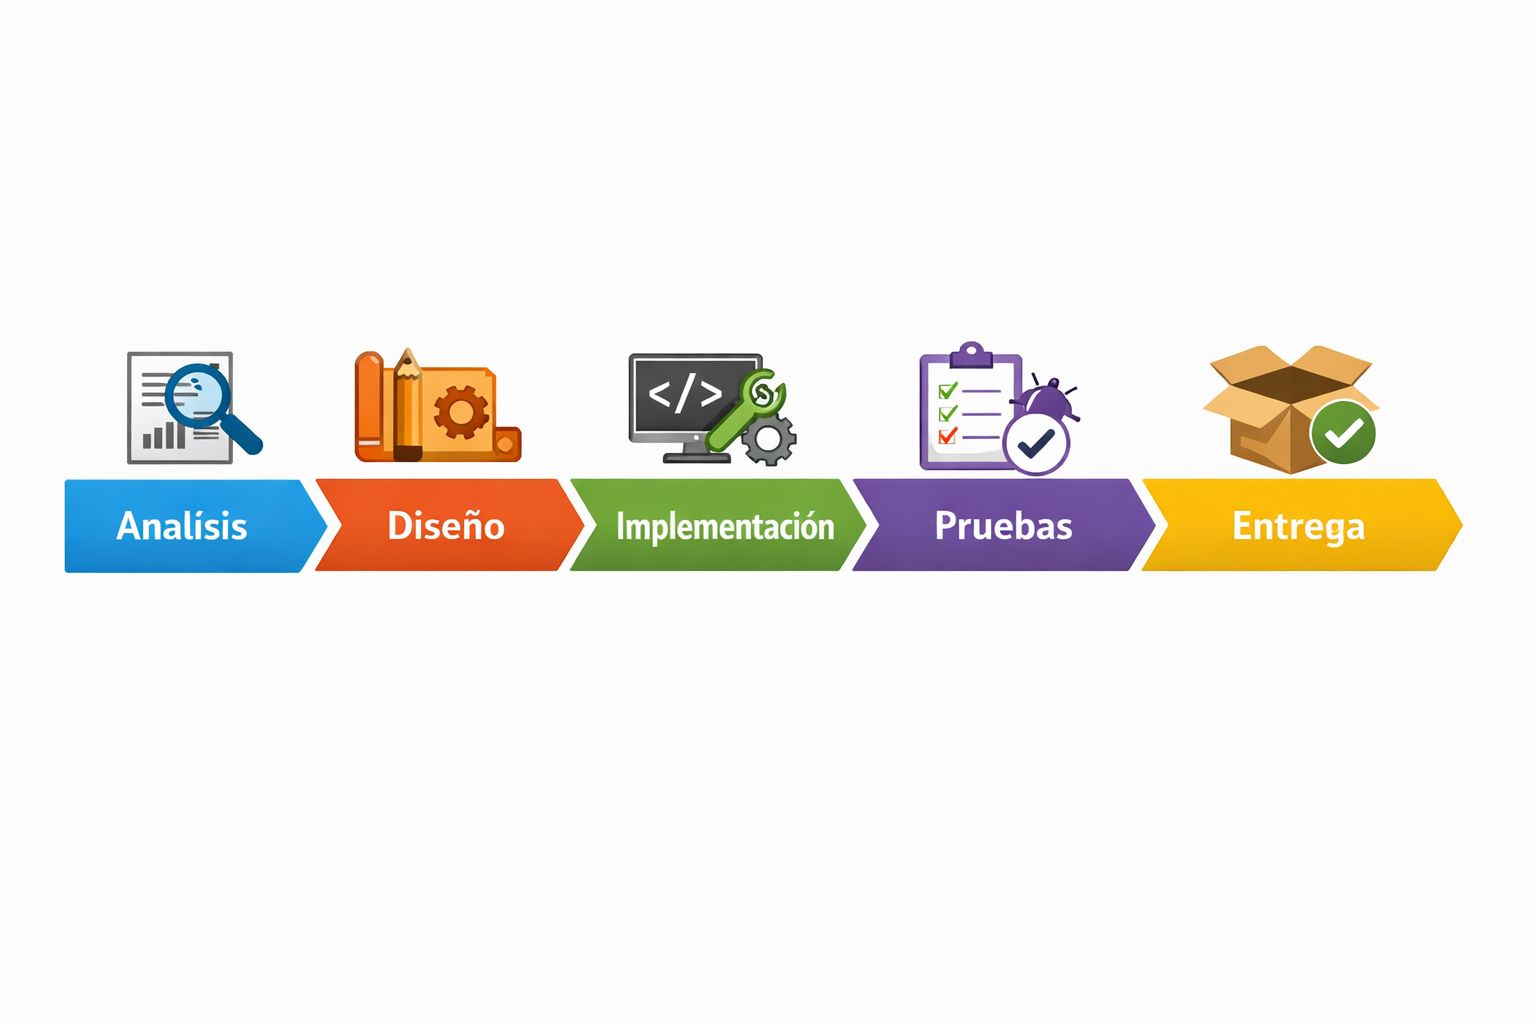 </>
Analísis
Diseño
Implementación
Pruebas
Entrega